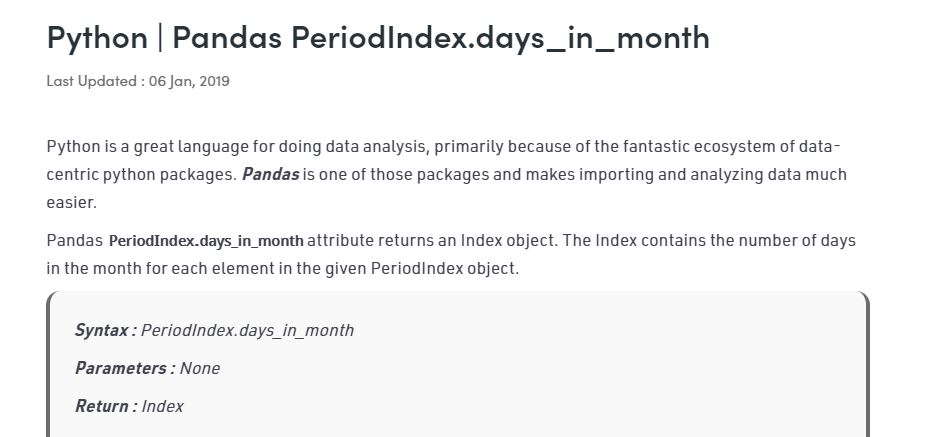 Python | Pandas PeriodIndex.days_in_month
Last Updated : 06 Jan, 2019
Python is a great language for doing data analysis, primarily because of the fantastic ecosystem of data-
centric python packages. Pandas is one of those packages and makes importing and analyzing data much
easier.
Pandas PeriodIndex.days_in_month attribute returns an Index object. The Index contains the number of days
in the month for each element in the given PeriodIndex object.
Syntax : PeriodIndex.days_in_month
Parameters : None
Return : Index